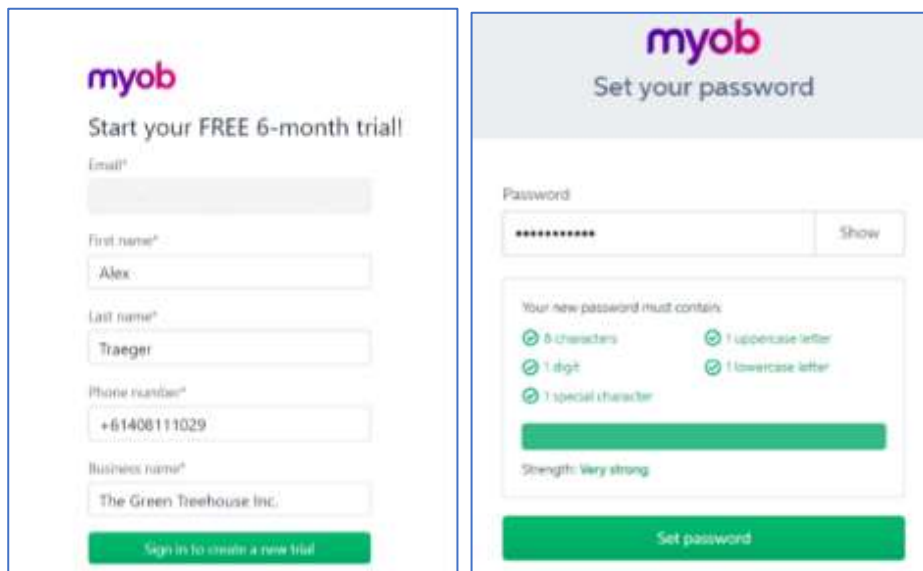 myob
Start your FREE 6-month trial!
Email*
First name*
Alex
Last name*
Traeger
Phone number*
+61408111029
Business name*
The Green Treehouse Inc.
Sign in to create a new trial
myob
Set your password
Password
••••••••••• Show
Your new password must contain:
8 characters 1 uppercase letter
1 digit 1 lowercase letter
1 special character
Strength: Very strong
Set password